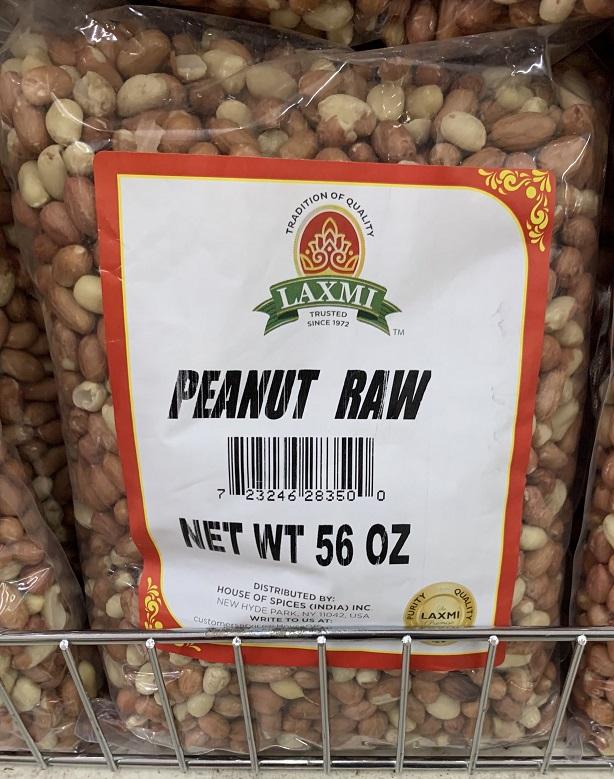 TRADITION OF QUALITY
LAXMI
TRUSTED
SINCE 1972
TM
PEANUT RAW
7 23246 28350 0
NET WT 56 OZ
DISTRIBUTED BY:
HOUSE OF SPICES (INDIA) INC
NEW HYDE PARK, NY 11042, USA
WRITE TO US AT:
PURITY QUALITY
LAXMI